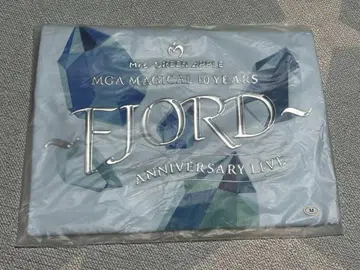 Mrs. GREEN APPLE
MGA MAGICAL 10 YEARS
~FJORD~
ANNIVERSARY LIVE